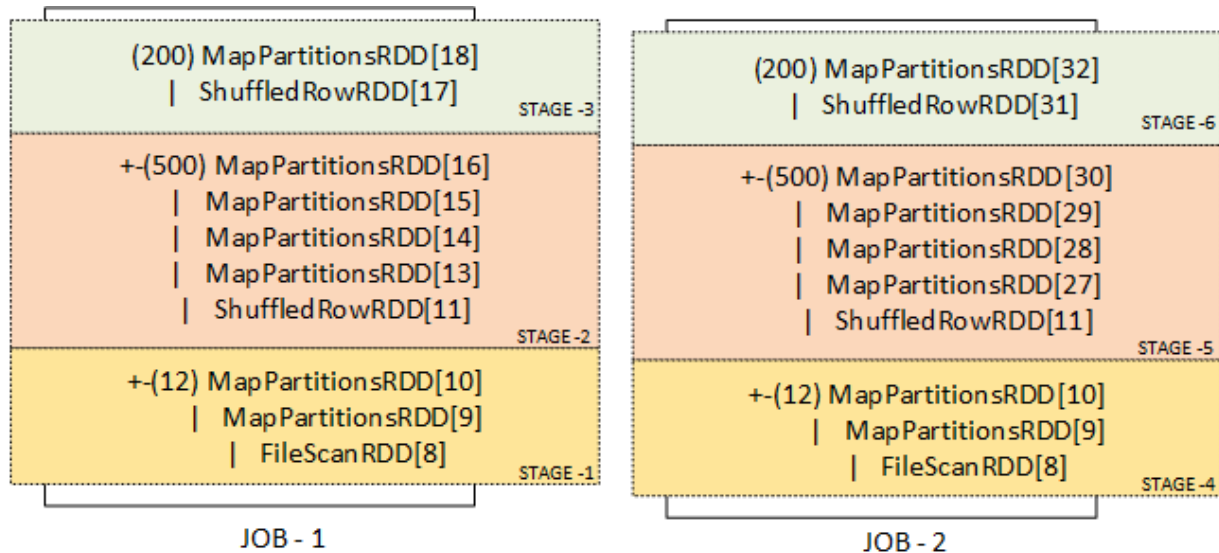 (200) MapPartitionsRDD[18]
| ShuffledRowRDD[17]
STAGE -3
+-(500) MapPartitionsRDD[16]
| MapPartitionsRDD[15]
| MapPartitionsRDD[14]
| MapPartitionsRDD[13]
| ShuffledRowRDD[11]
STAGE -2
+-(12) MapPartitionsRDD[10]
| MapPartitionsRDD[9]
| FileScanRDD[8]
STAGE -1
JOB - 1
(200) MapPartitionsRDD[32]
| ShuffledRowRDD[31]
STAGE -6
+-(500) MapPartitionsRDD[30]
| MapPartitionsRDD[29]
| MapPartitionsRDD[28]
| MapPartitionsRDD[27]
| ShuffledRowRDD[11]
STAGE -5
+-(12) MapPartitionsRDD[10]
| MapPartitionsRDD[9]
| FileScanRDD[8]
STAGE -4
JOB - 2